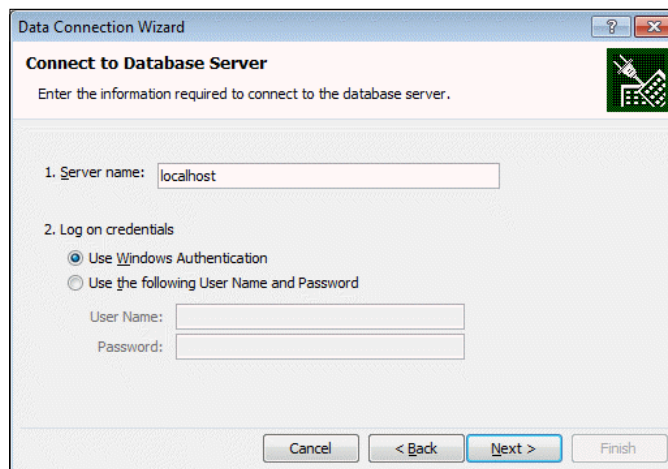 Data Connection Wizard
?
Connect to Database Server
Enter the information required to connect to the database server.
1. Server name: localhost
2. Log on credentials
Use Windows Authentication
Use the following User Name and Password
User Name:
Password:
Cancel < Back Next > Finish